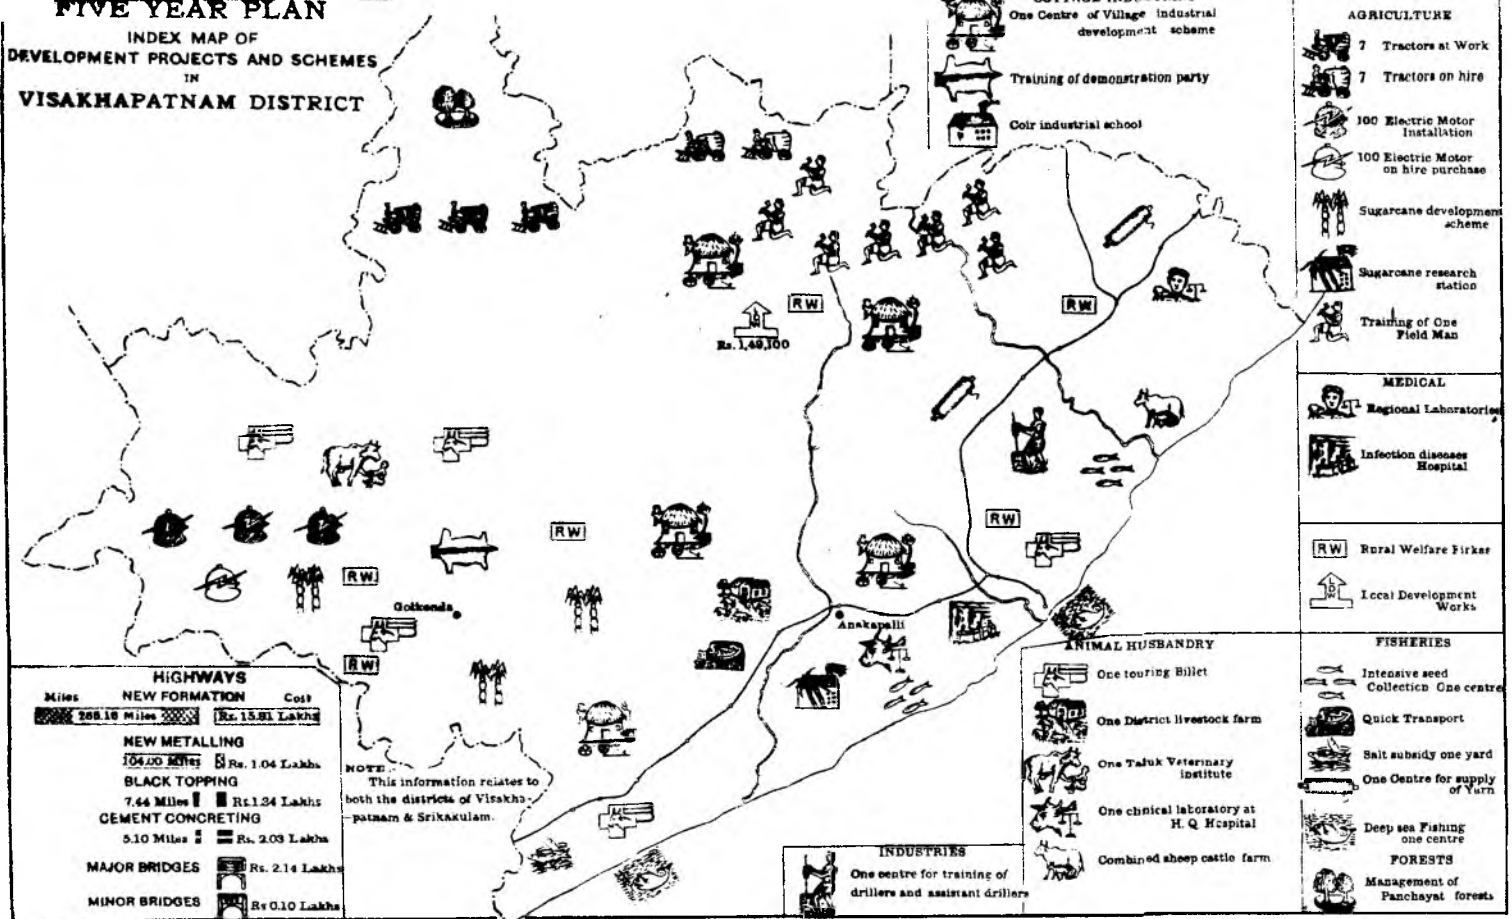 FIVE YEAR PLAN
INDEX MAP OF
DEVELOPMENT PROJECTS AND SCHEMES
IN
VISAKHAPATNAM DISTRICT
One Centre of Village industrial
development scheme
Training of demonstration party
Coir industrial school
AGRICULTURE
7 Tractors at Work
7 Tractors on hire
100 Electric Motor
Installation
100 Electric Motor
on hire purchase
Sugarcane development
scheme
Sugarcane research
station
Training of One
Field Man
MEDICAL
Regional Laboratories
Infection diseases
Hospital
RW Rural Welfare Firkas
LDW Local Development
Works
FISHERIES
Intensive seed
Collection One centre
Quick Transport
Salt subsidy one yard
One Centre for supply
of Yarn
Deep sea Fishing
one centre
FORESTS
Management of
Panchayat forests
RW
RW
LDW
Rs. 1,49,100
RW
RW
RW
RW
Golkonda
Anakapalli
HIGHWAYS
Miles NEW FORMATION Cost
266.16 Miles Rs. 15.91 Lakhs
NEW METALLING
104.00 Miles Rs. 1.04 Lakhs
BLACK TOPPING
7.44 Miles Rs.1.34 Lakhs
CEMENT CONCRETING
5.10 Miles Rs. 2.03 Lakhs
MAJOR BRIDGES Rs. 2.14 Lakhs
MINOR BRIDGES Rs 0.10 Lakhs
NOTE
This information relates to
both the districts of Visakha-
-patnam & Srikakulam.
ANIMAL HUSBANDRY
One touring Billet
One District livestock farm
One Taluk Veterinary
institute
One clinical laboratory at
H. Q. Hospital
Combined sheep cattle farm
INDUSTRIES
One centre for training of
drillers and assistant drillers